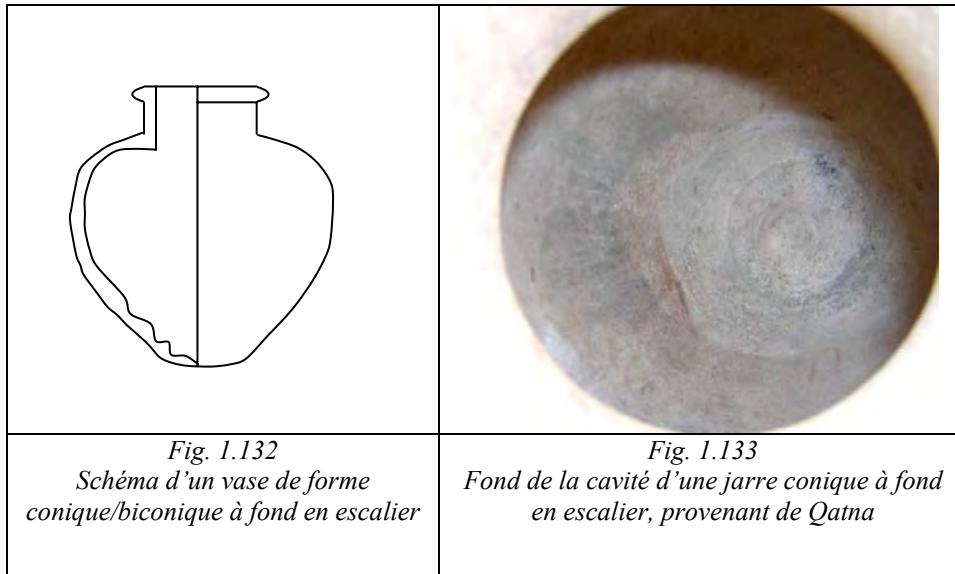 Fig. 1.132
Schéma d'un vase de forme
conique/biconique à fond en escalier
Fig. 1.133
Fond de la cavité d'une jarre conique à fond
en escalier, provenant de Qatna